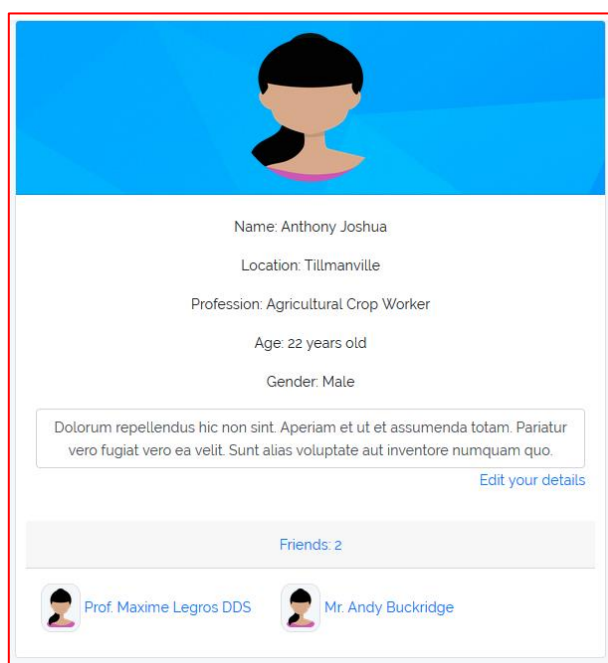 Name: Anthony Joshua
Location: Tillmanville
Profession: Agricultural Crop Worker
Age: 22 years old
Gender: Male
Dolorum repellendus hic non sint. Aperiam et ut et assumenda totam. Pariatur
vero fugiat vero ea velit. Sunt alias voluptate aut inventore numquam quo.
Edit your details
Friends: 2
Prof. Maxime Legros DDS
Mr. Andy Buckridge